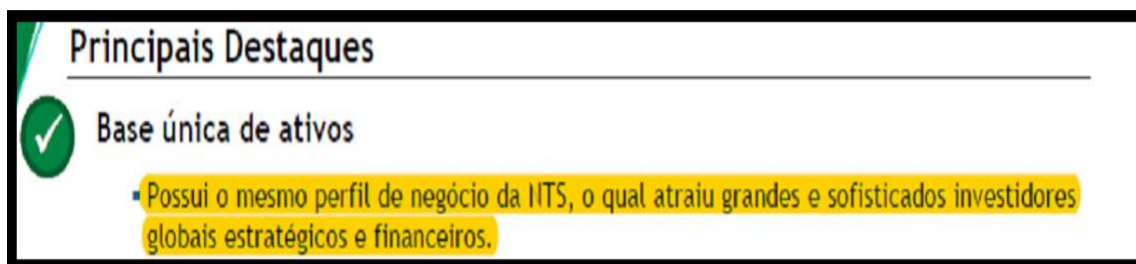 Principais Destaques
Base única de ativos
Possui o mesmo perfil de negócio da NTS, o qual atraiu grandes e sofisticados investidores
globais estratégicos e financeiros.